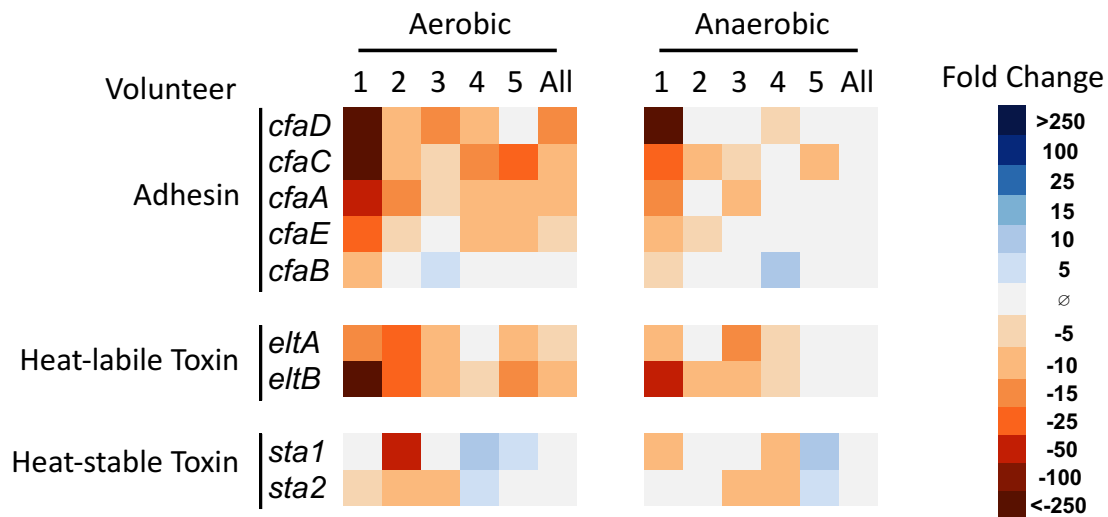 Aerobic Anaerobic
Volunteer 1 2 3 4 5 All 1 2 3 4 5 All Fold Change
Adhesin
cfaD
cfaC
cfaA
cfaE
cfaB
Heat-labile Toxin
eltA
eltB
Heat-stable Toxin
sta1
sta2
>250
100
25
15
10
5
∅
-5
-10
-15
-25
-50
-100
<-250